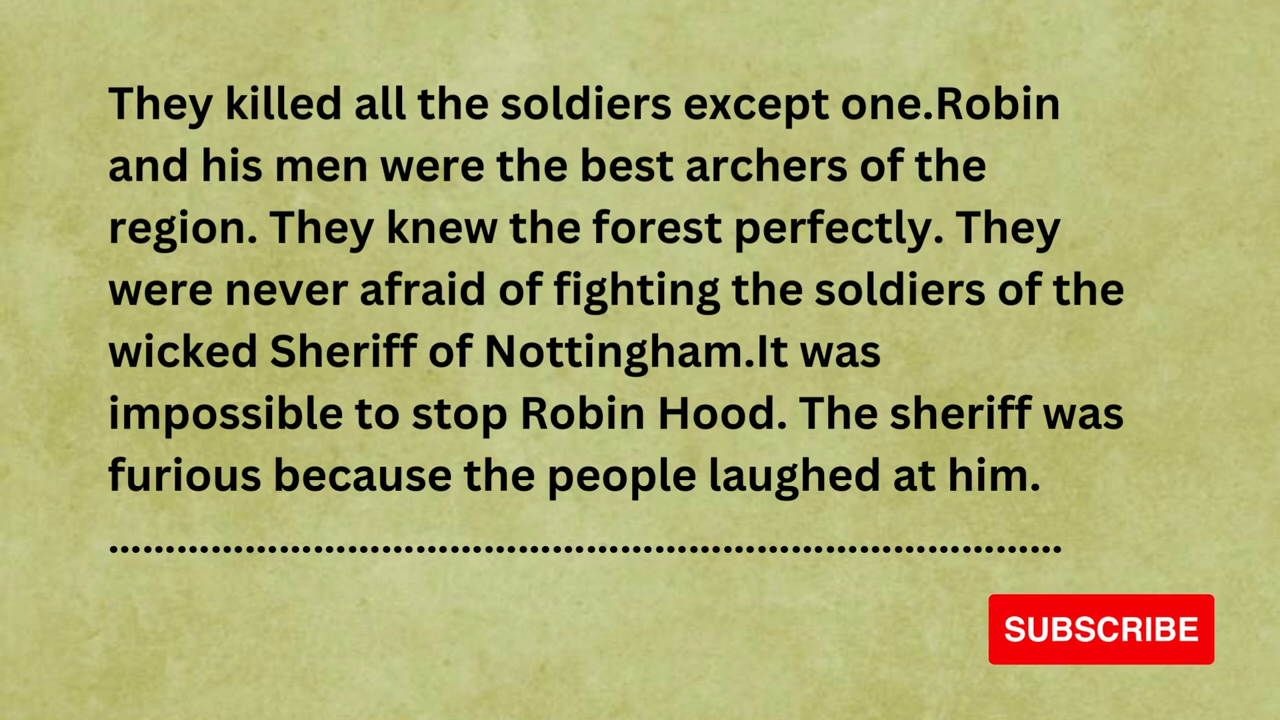 They killed all the soldiers except one.Robin
and his men were the best archers of the
region. They knew the forest perfectly. They
were never afraid of fighting the soldiers of the
wicked Sheriff of Nottingham.It was
impossible to stop Robin Hood. The sheriff was
furious because the people laughed at him.
....................................................................................
SUBSCRIBE